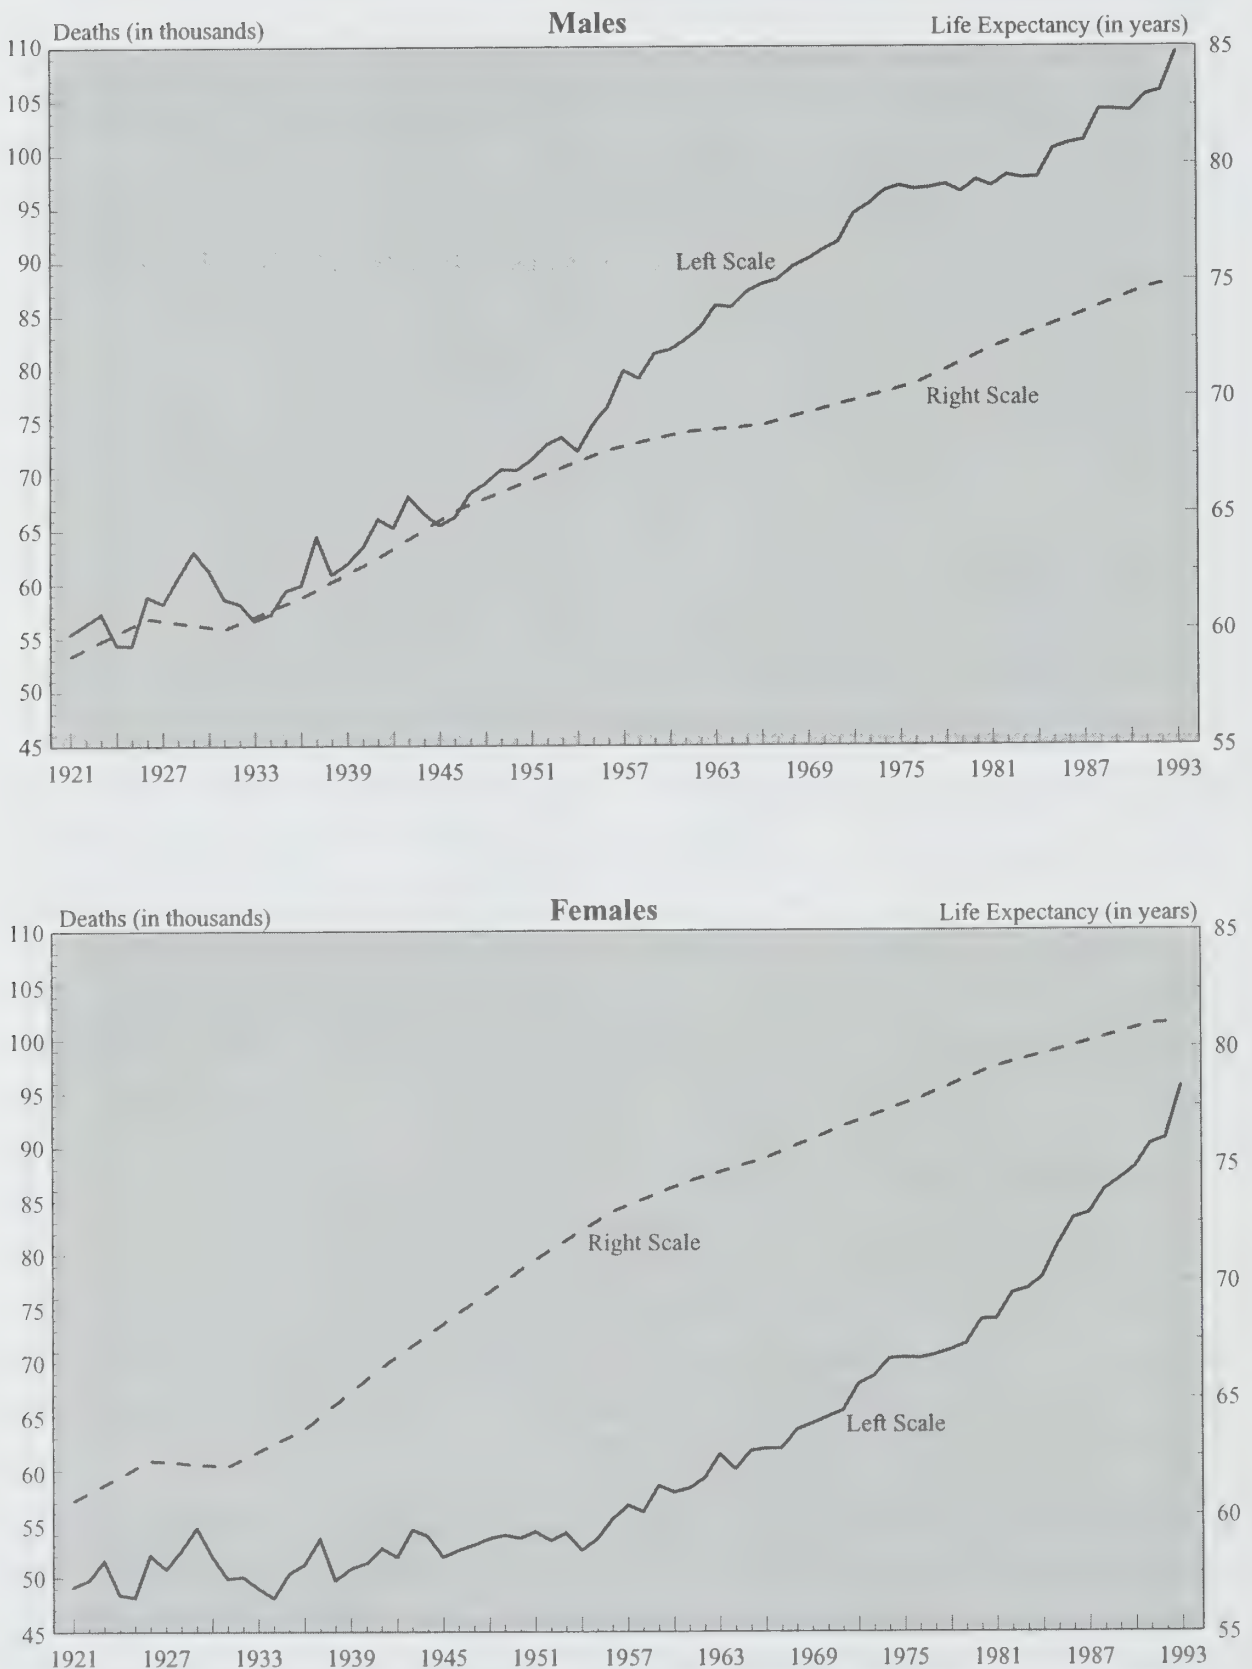 Males
Deaths (in thousands) Life Expectancy (in years)
110 85
105
100 80
95
90 75
Left Scale
85
80
75 70
Right Scale
70
65 65
60
55 60
50
45 55
1921 1927 1933 1939 1945 1951 1957 1963 1969 1975 1981 1987 1993
Females
Deaths (in thousands) Life Expectancy (in years)
110 85
105
100 80
95
90 75
85
80
Right Scale
75 70
70
65 65
Left Scale
60
55 60
50
45 55
1921 1927 1933 1939 1945 1951 1957 1963 1969 1975 1981 1987 1993